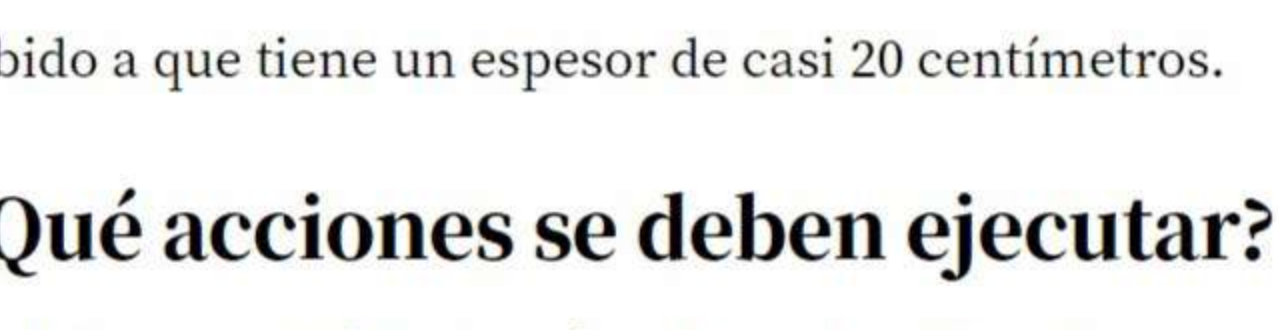 bido a que tiene un espesor de casi 20 centímetros.
Qué acciones se deben ejecutar?